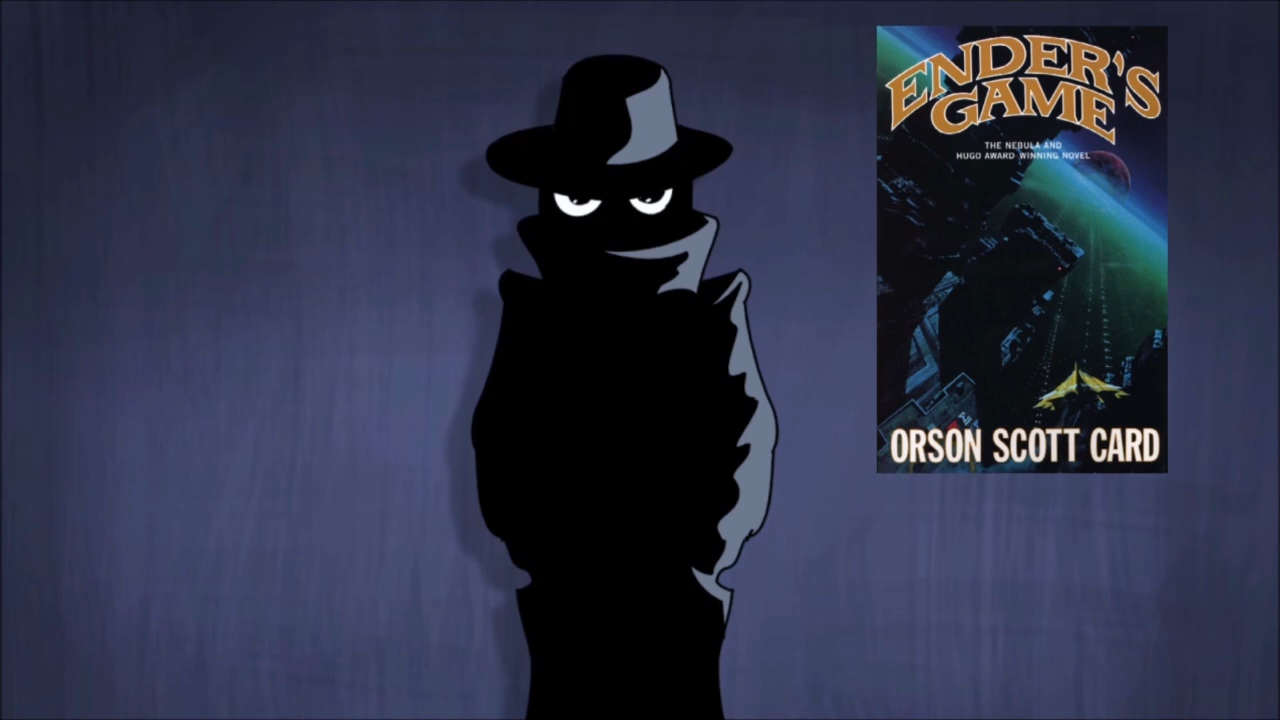 ENDER'S
GAME
THE NEBULA AND
HUGO AWARD WINNING NOVEL
ORSON SCOTT CARD